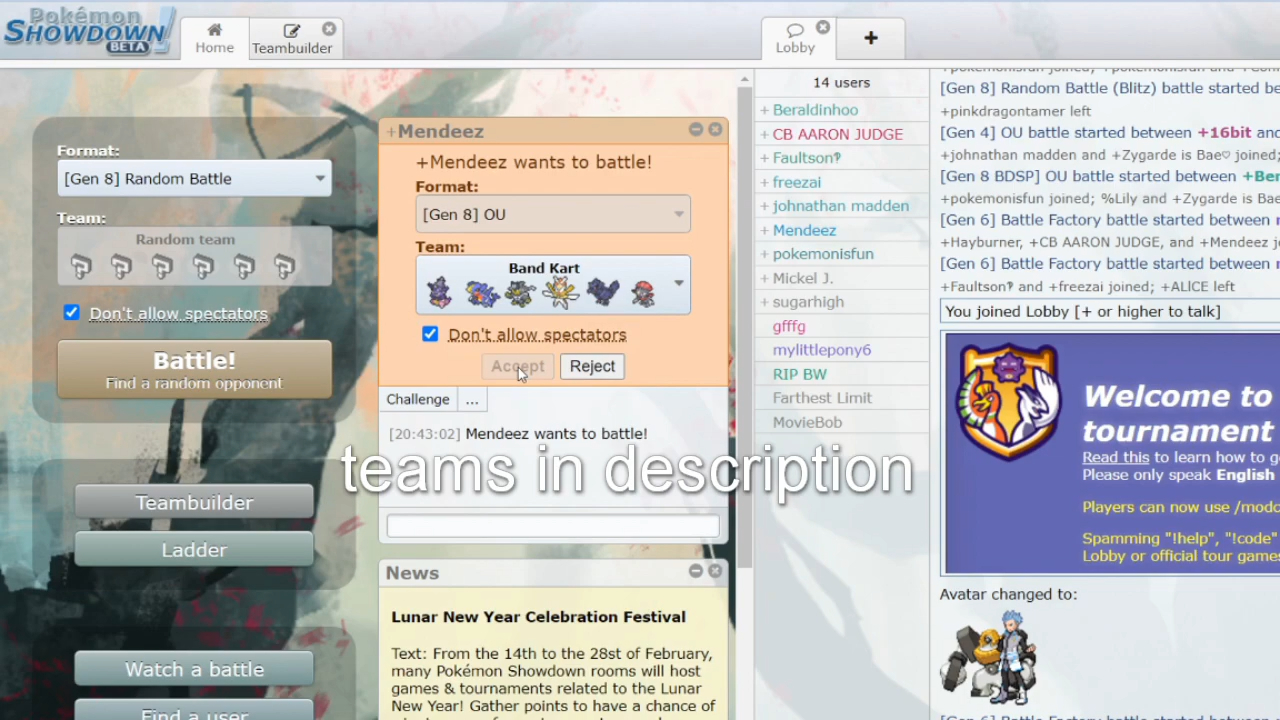 Pokémon
SHOWDOWN!
BETA
Home
Teambuilder
Lobby
Format:
[Gen 8] Random Battle
Team:
Random team
Don't allow spectators
Battle!
Find a random opponent
Teambuilder
Ladder
Watch a battle
Find a user
+Mendeez
+Mendeez wants to battle!
Format:
[Gen 8] OU
Team:
Band Kart
Don't allow spectators
Accept Reject
Challenge ...
[20:43:02] Mendeez wants to battle!
teams in description
News
Lunar New Year Celebration Festival
Text: From the 14th to the 28st of February,
many Pokémon Showdown rooms will host
games & tournaments related to the Lunar
New Year! Gather points to have a chance of
14 users
+ Beraldinhoo
+ CB AARON JUDGE
+ Faultson‽
+ freezai
+ johnathan madden
+ Mendeez
+ pokemonisfun
+ Mickel J.
+ sugarhigh
gfffg
mylittlepony6
RIP BW
Farthest Limit
MovieBob
[Gen 8] Random Battle (Blitz) battle started be
+pinkdragontamer left
[Gen 4] OU battle started between +16bit and
+johnathan madden and +Zygarde is Bae♡ joined;
[Gen 8 BDSP] OU battle started between +Ber
+pokemonisfun joined; %Lily and +Zygarde is Bae
[Gen 6] Battle Factory battle started between
+Hayburner, +CB AARON JUDGE, and +Mendeez jo
[Gen 6] Battle Factory battle started between
+Faultson‽ and +freezai joined; +ALICE left
You joined Lobby [+ or higher to talk]
Welcome to
tournament
Read this to learn how to go
Please only speak English
Players can now use /modc
Spamming "!help", "!code"
Lobby or official tour games
Avatar changed to:
[Gen 6] Battle Factory battle started between